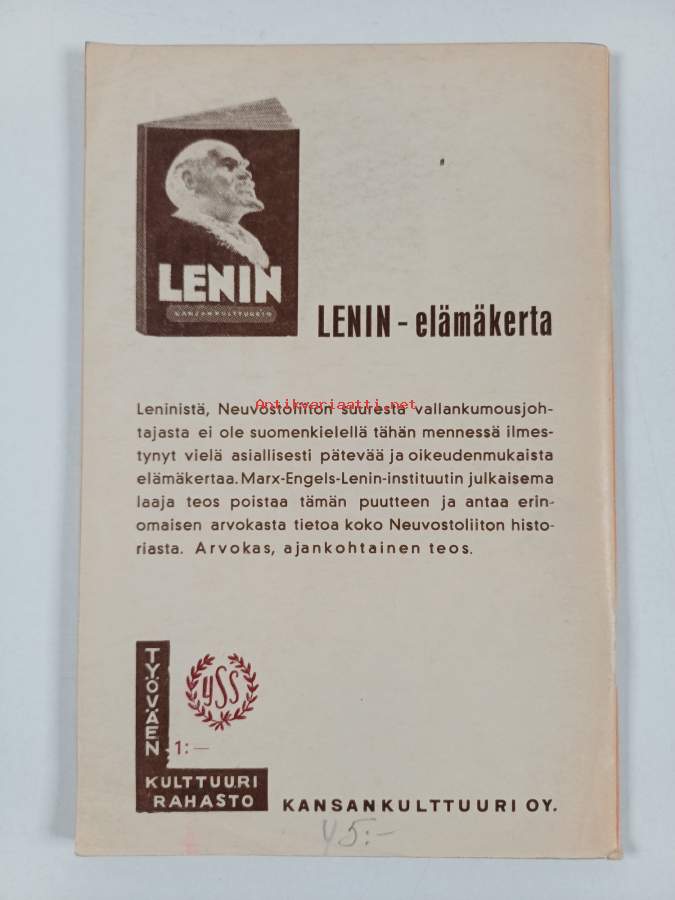 LENIN
KANSANKULTTUURIN
LENIN – elämäkerta
Antikvariaatti.net
Leninistä, Neuvostoliiton suuresta vallankumousjoh-
tajasta ei ole suomenkielellä tähän mennessä ilmes-
tynyt vielä asiallisesti pätevää ja oikeudenmukaista
elämäkertaa. Marx-Engels-Lenin-instituutin julkaisema
laaja teos poistaa tämän puutteen ja antaa erin-
omaisen arvokasta tietoa koko Neuvostoliiton histo-
riasta. Arvokas, ajankohtainen teos.
YSS
TYÖVÄEN
1:—
KULTTUURI
RAHASTO
KANSANKULTTUURI OY.
45:-